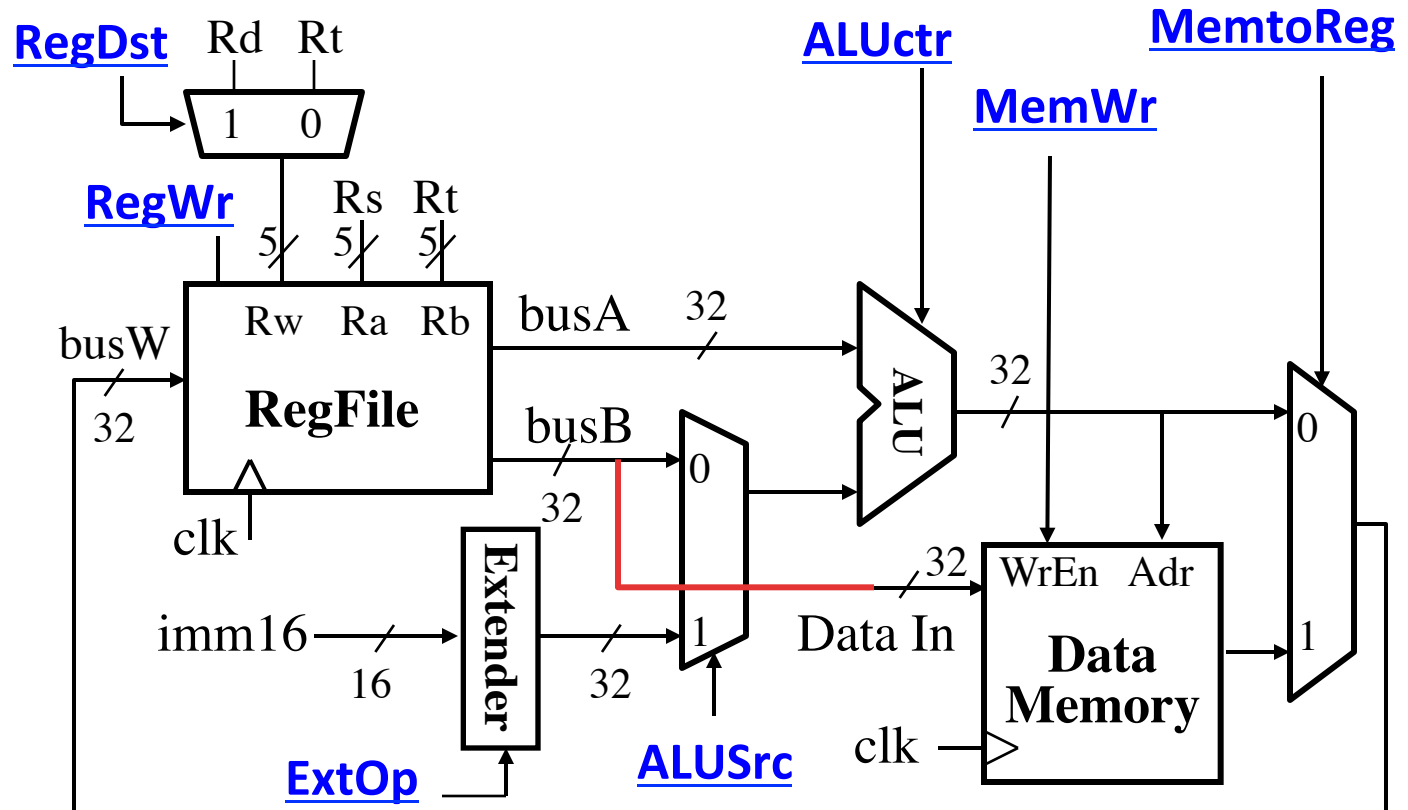 RegDst
Rd Rt
ALUctr
MemtoReg
MemWr
1 0
RegWr
Rs Rt
5 5 5
Rw Ra Rb
busW
32
RegFile
clk
busA
32
busB
32
0
1
ALU
32
0
1
Extender
imm16
16
32
32
Data In
WrEn Adr
Data
Memory
clk
ExtOp
ALUSrc